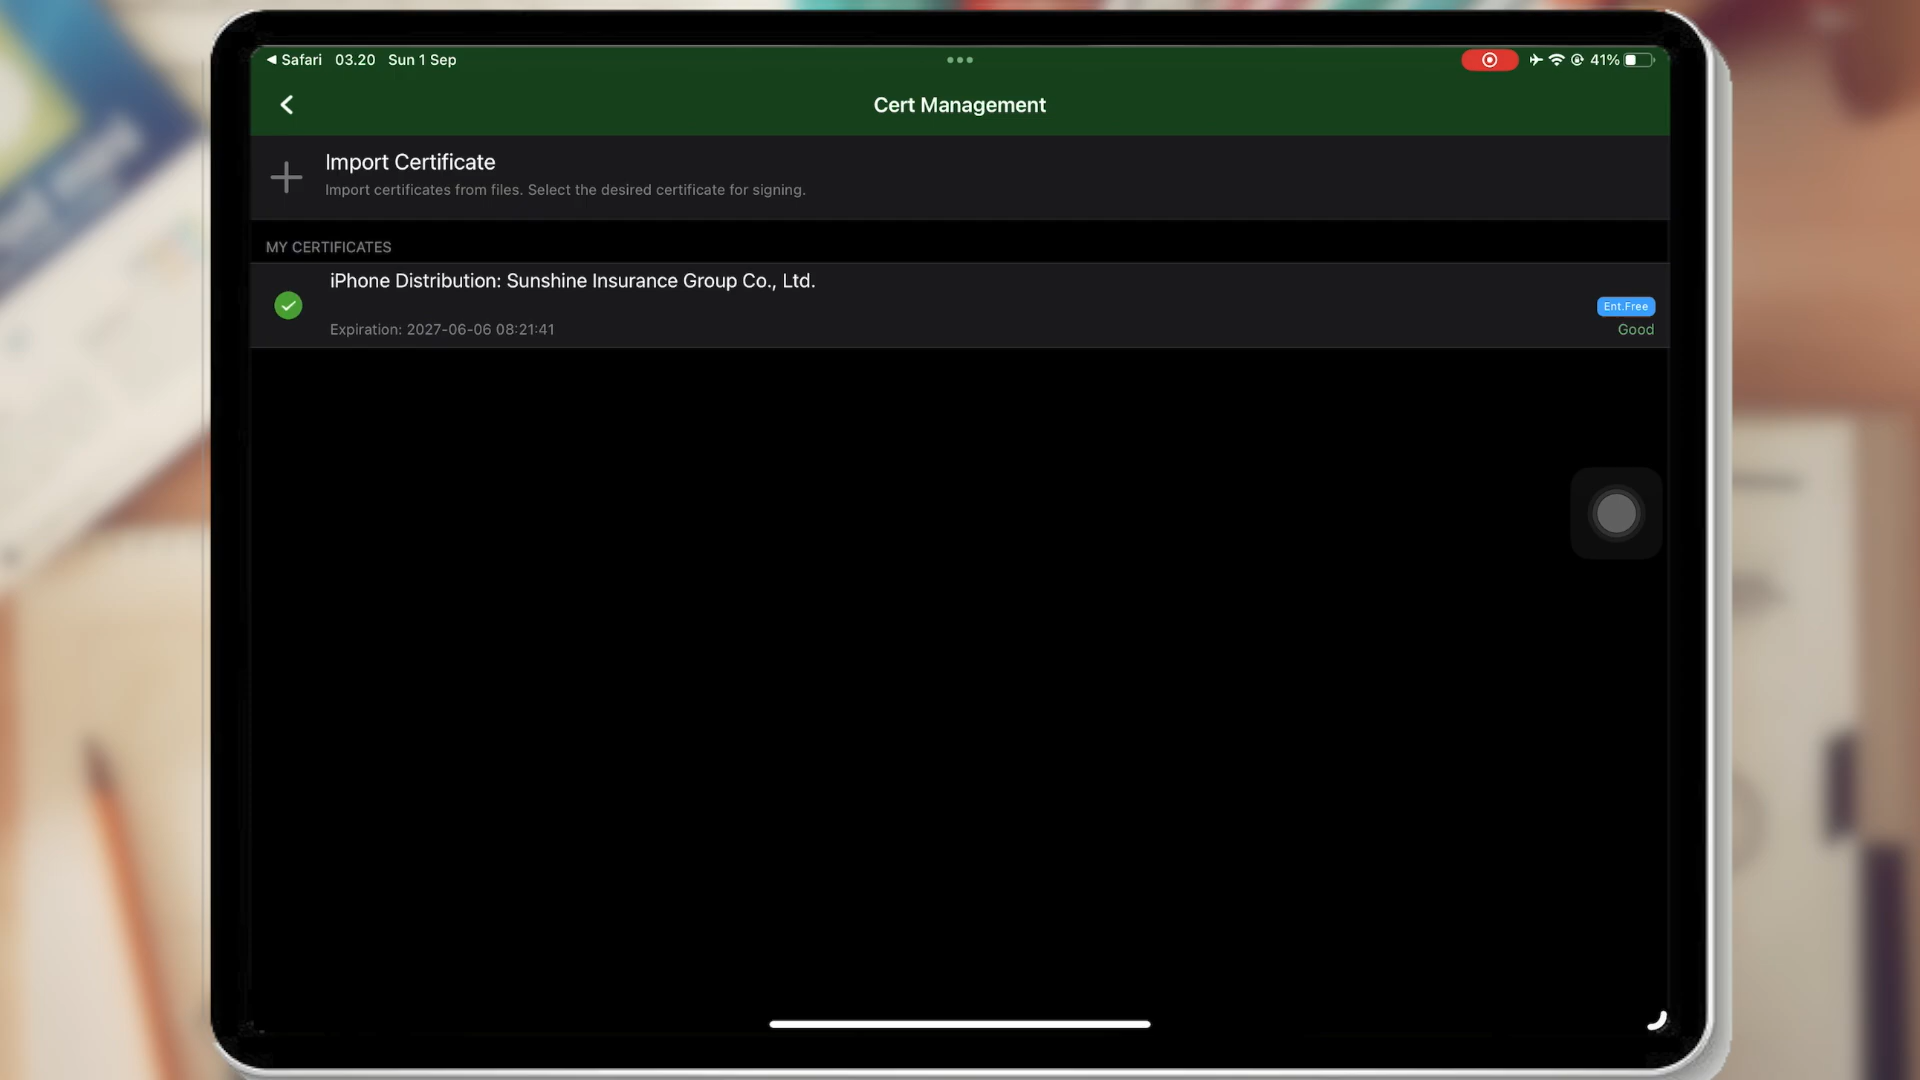 ◀ Safari 03.20 Sun 1 Sep
41%
Cert Management
Import Certificate
Import certificates from files. Select the desired certificate for signing.
MY CERTIFICATES
iPhone Distribution: Sunshine Insurance Group Co., Ltd.
Ent.Free
Expiration: 2027-06-06 08:21:41
Good